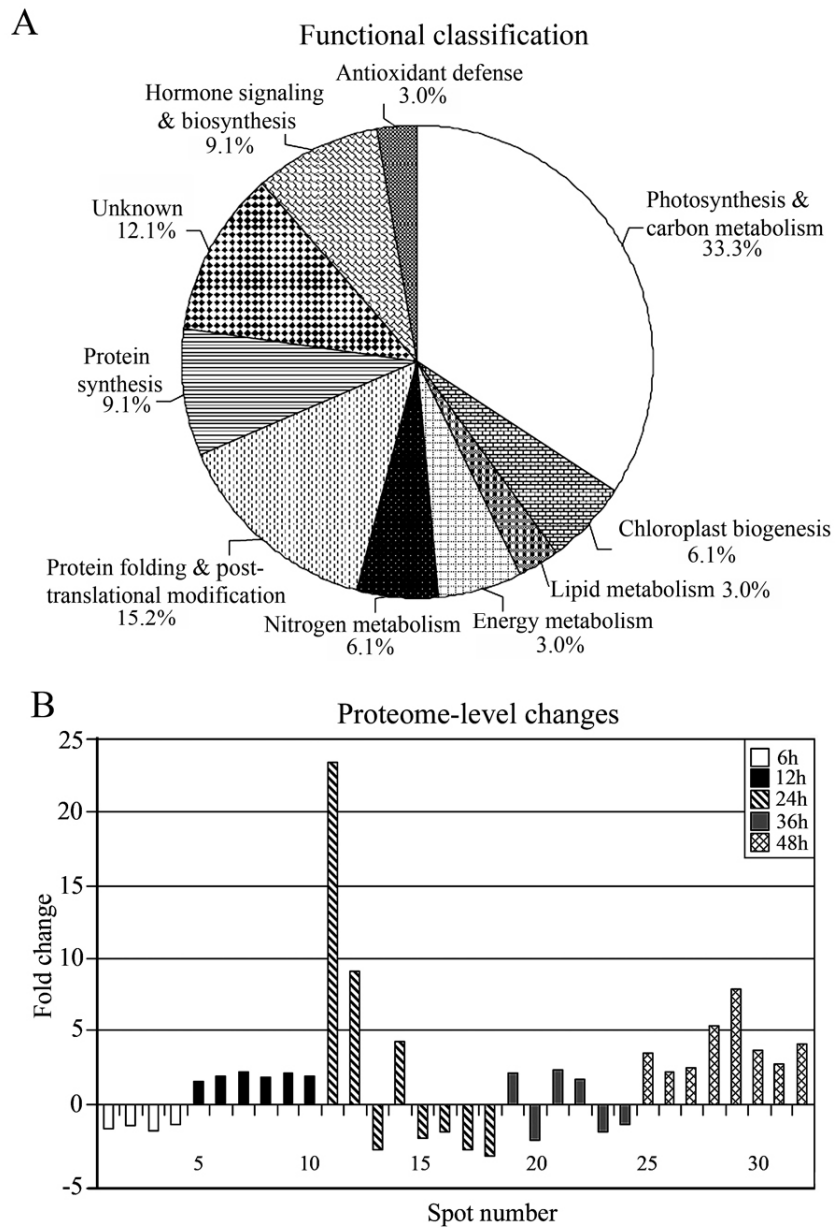 A
Functional classification
Antioxidant defense
3.0%
Hormone signaling
& biosynthesis
9.1%
Unknown
12.1%
Photosynthesis &
carbon metabolism
33.3%
Protein
synthesis
9.1%
Chloroplast biogenesis
6.1%
Protein folding & post-
translational modification
15.2%
Lipid metabolism 3.0%
Nitrogen metabolism
6.1%
Energy metabolism
3.0%
B
Proteome-level changes
25
20
15
10
5
0
-5
Fold change
6h
12h
24h
36h
48h
5
10
15
20
25
30
Spot number